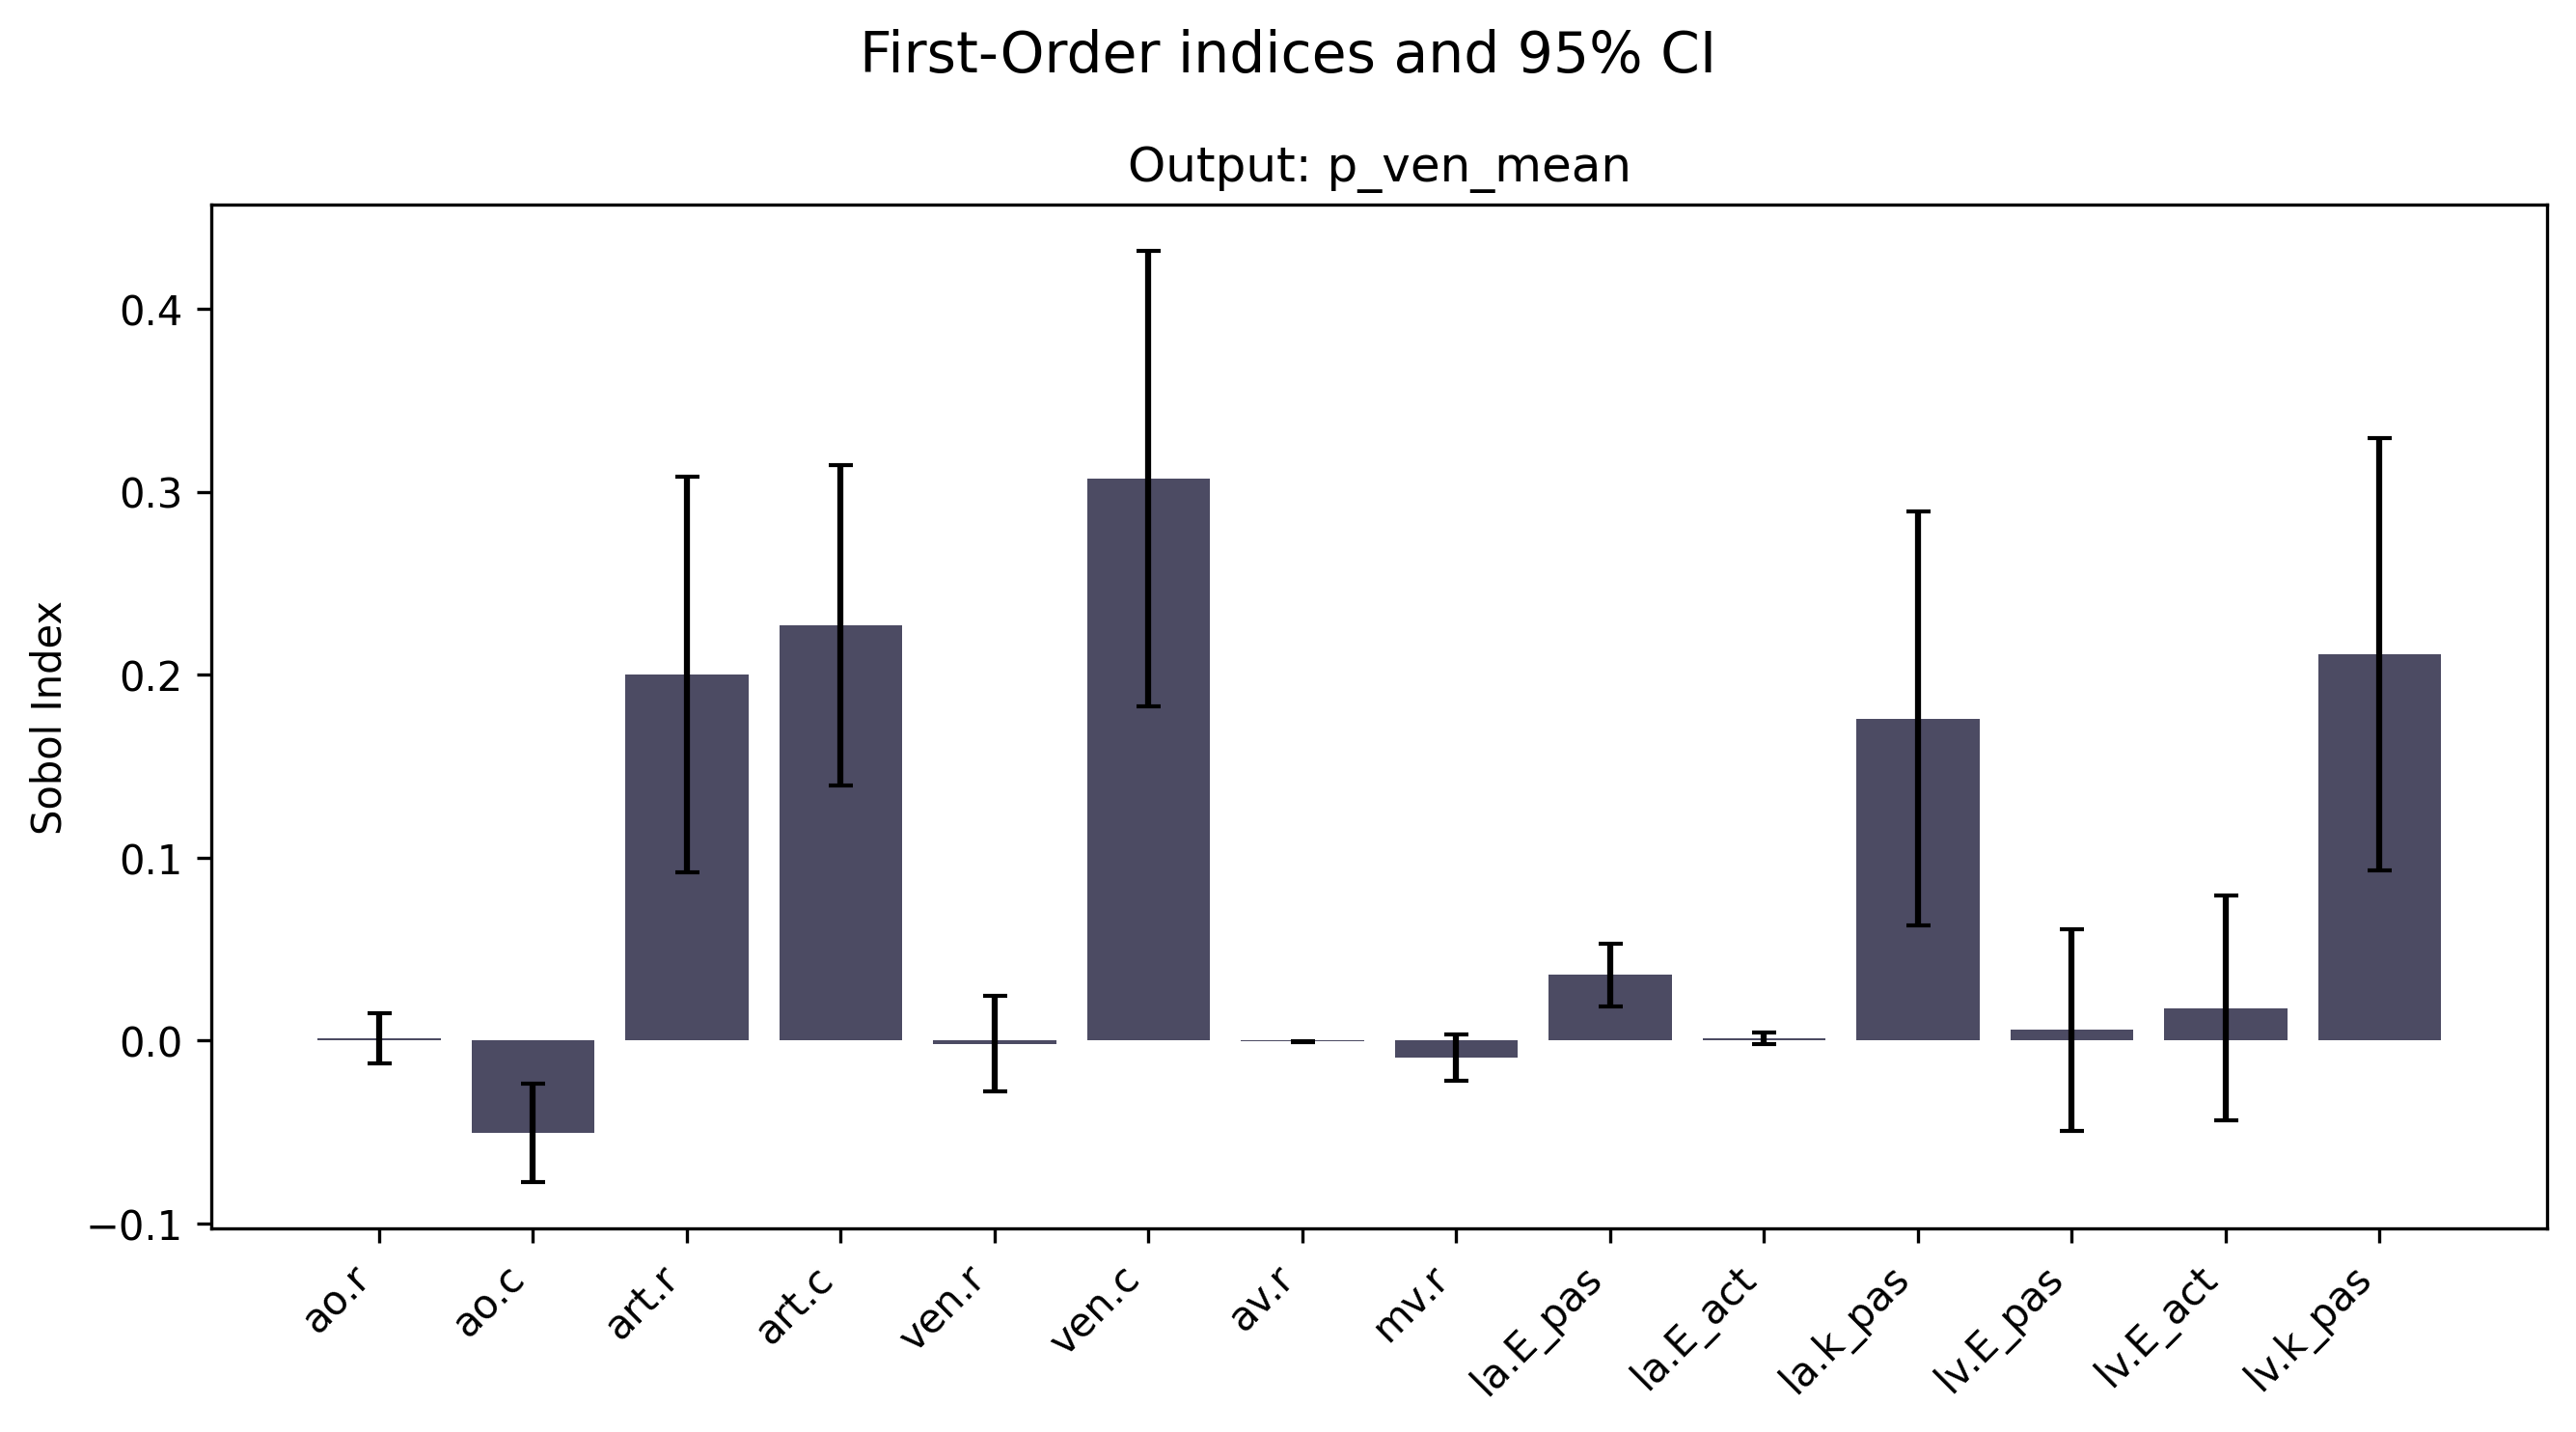 First-Order indices and 95% CI
Output: p_ven_mean
Sobol Index
0.4
0.3
0.2
0.1
0.0
−0.1
ao.r
ao.c
art.r
art.c
ven.r
ven.c
av.r
mv.r
la.E_pas
la.E_act
la.k_pas
lv.E_pas
lv.E_act
lv.k_pas